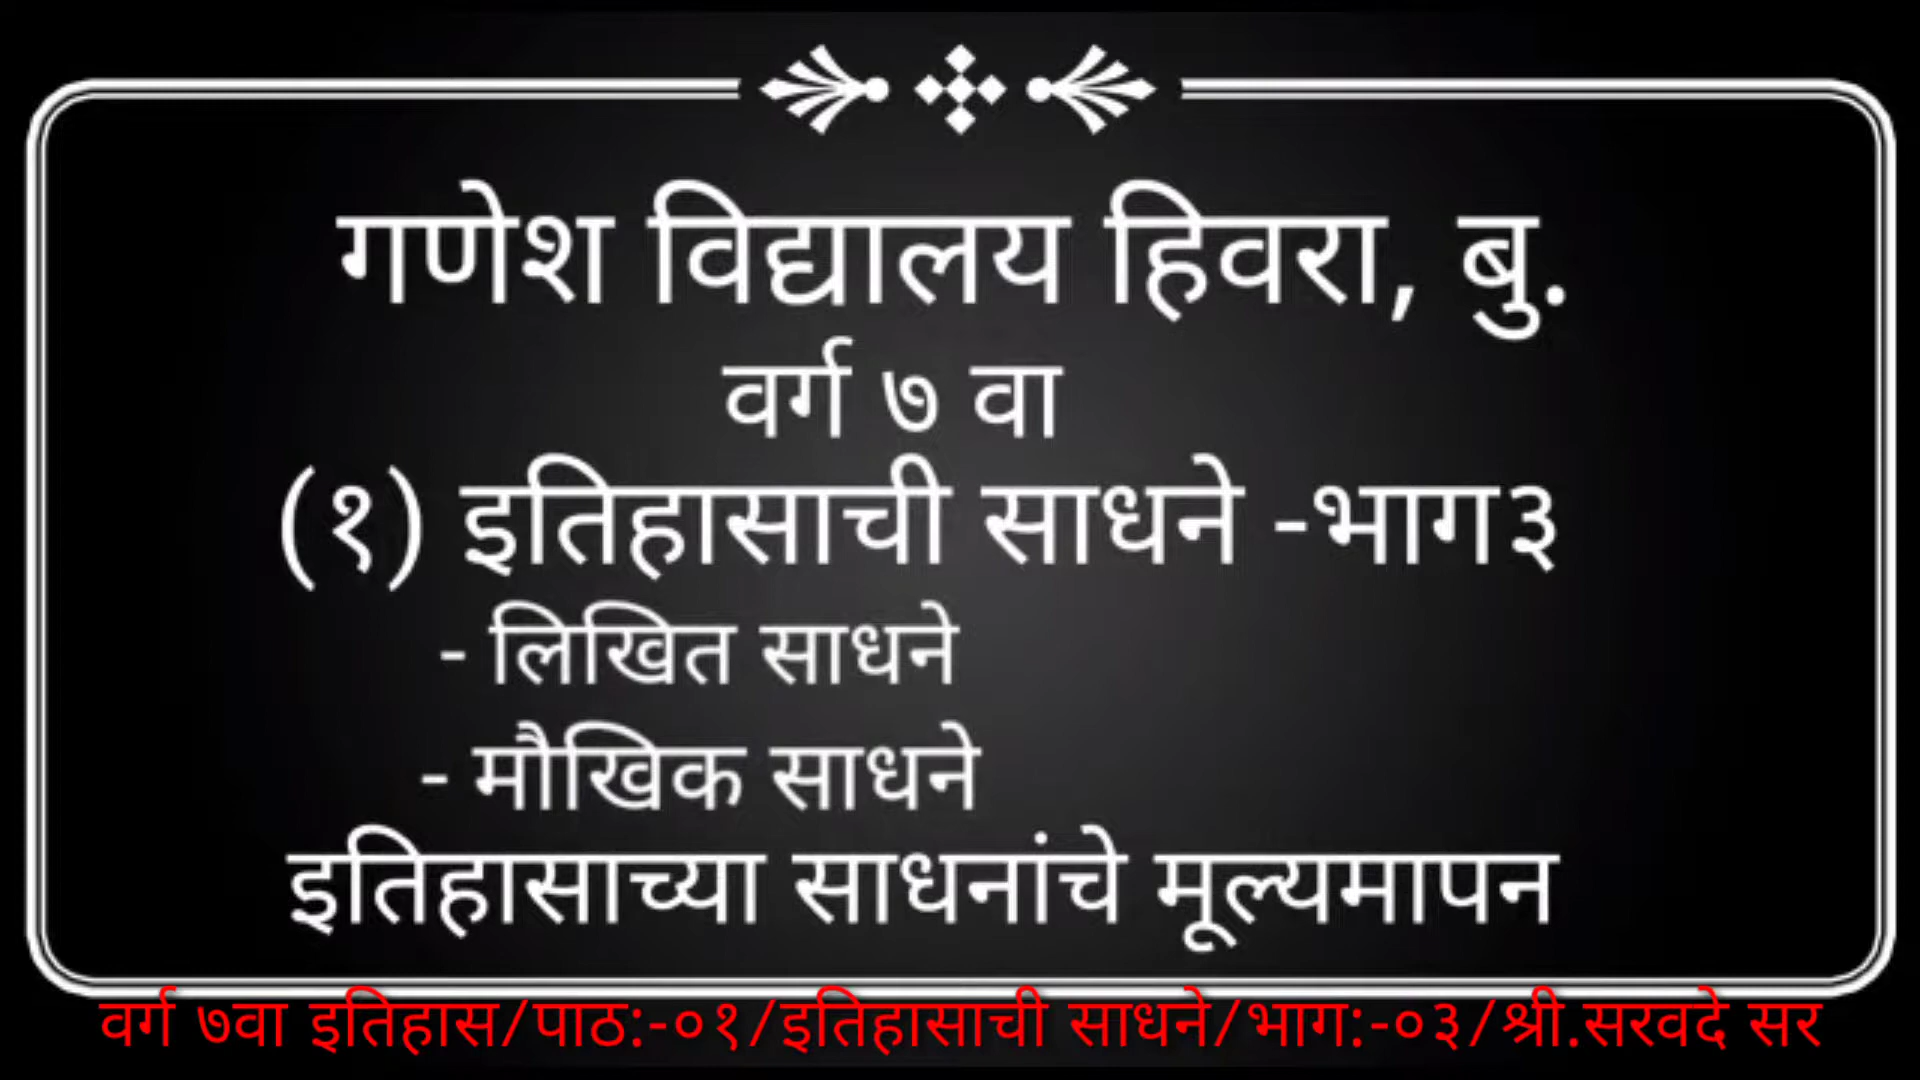 गणेश विद्यालय हिवरा, बु.
वर्ग ७ वा
(१) इतिहासाची साधने -भाग३
- लिखित साधने
- मौखिक साधने
इतिहासाच्या साधनांचे मूल्यमापन
वर्ग ७वा इतिहास/पाठ:-०१/इतिहासाची साधने/भाग:-०३/श्री.सरवदे सर